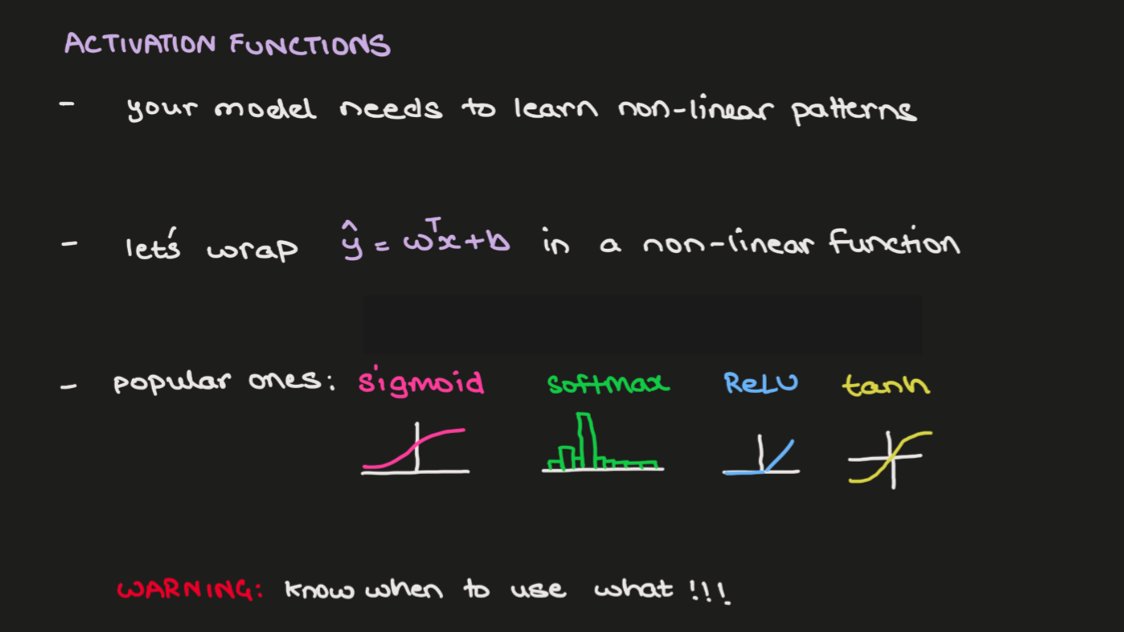 ACTIVATION FUNCTIONS
- your model needs to learn non-linear patterns
- let's wrap ŷ = ωᵀx + b in a non-linear function
- popular ones: sigmoid softmax ReLU tanh
WARNING: know when to use what !!!